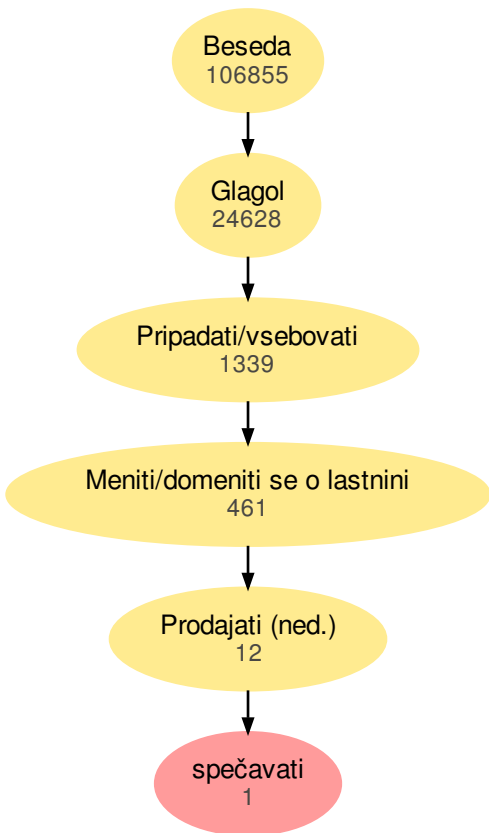 Beseda
106855
Glagol
24628
Pripadati/vsebovati
1339
Meniti/domeniti se o lastnini
461
Prodajati (ned.)
12
spečavati
1